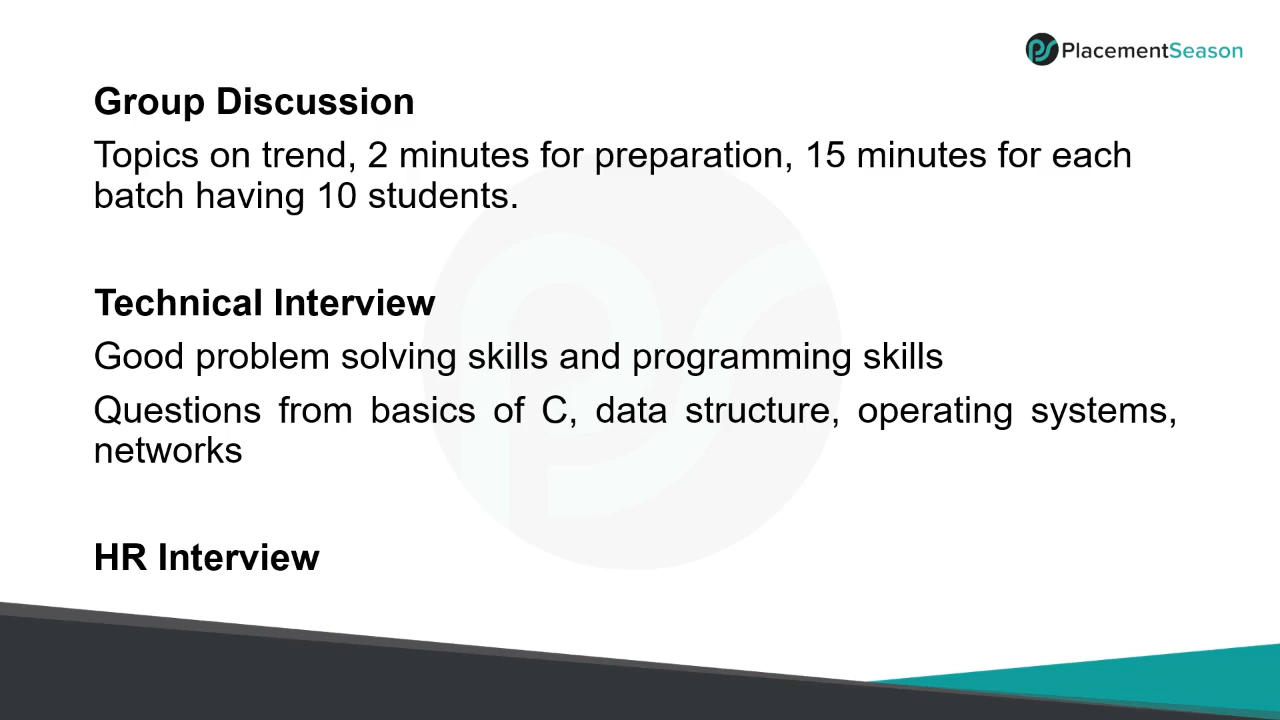 PlacementSeason
Group Discussion
Topics on trend, 2 minutes for preparation, 15 minutes for each
batch having 10 students.
Technical Interview
Good problem solving skills and programming skills
Questions from basics of C, data structure, operating systems,
networks
HR Interview